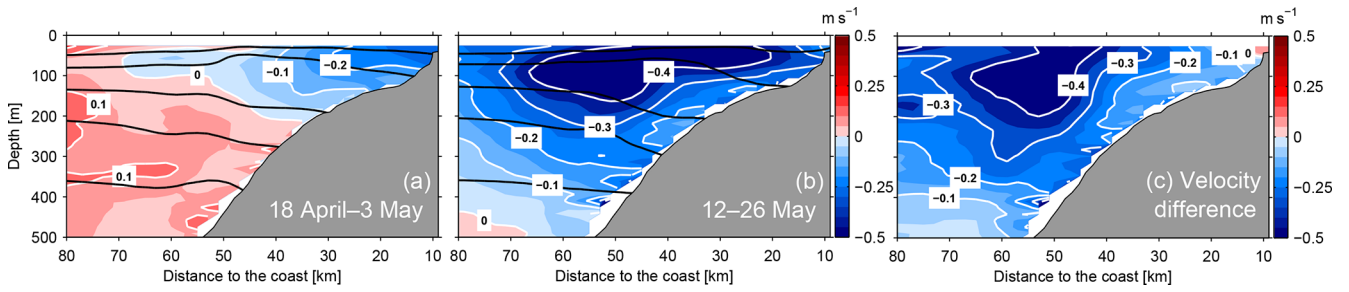 m s⁻¹
m s⁻¹
0
100
200
300
400
500
Depth [m]
0.1
0
−0.1
−0.2
0.1
(a)
18 April–3 May
80 70 60 50 40 30 20 10
Distance to the coast [km]
−0.4
−0.3
−0.2
−0.1
0
(b)
12–26 May
80 70 60 50 40 30 20 10
Distance to the coast [km]
0.5
0.25
0
−0.25
−0.5
−0.1
0
−0.2
−0.3
−0.4
−0.3
−0.2
−0.1
(c) Velocity
difference
80 70 60 50 40 30 20 10
Distance to the coast [km]
0.5
0.25
0
−0.25
−0.5